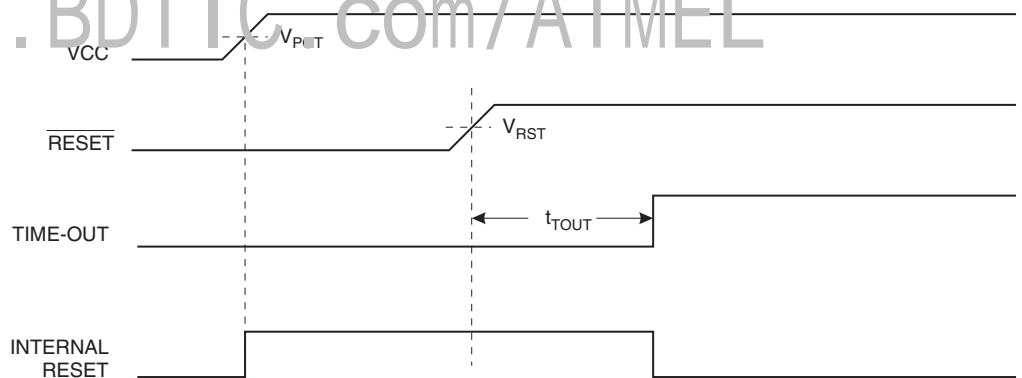 .BDTIC.com/ATMEL
VCC
VPOT
RESET
VRST
TIME-OUT
tTOUT
INTERNAL
RESET